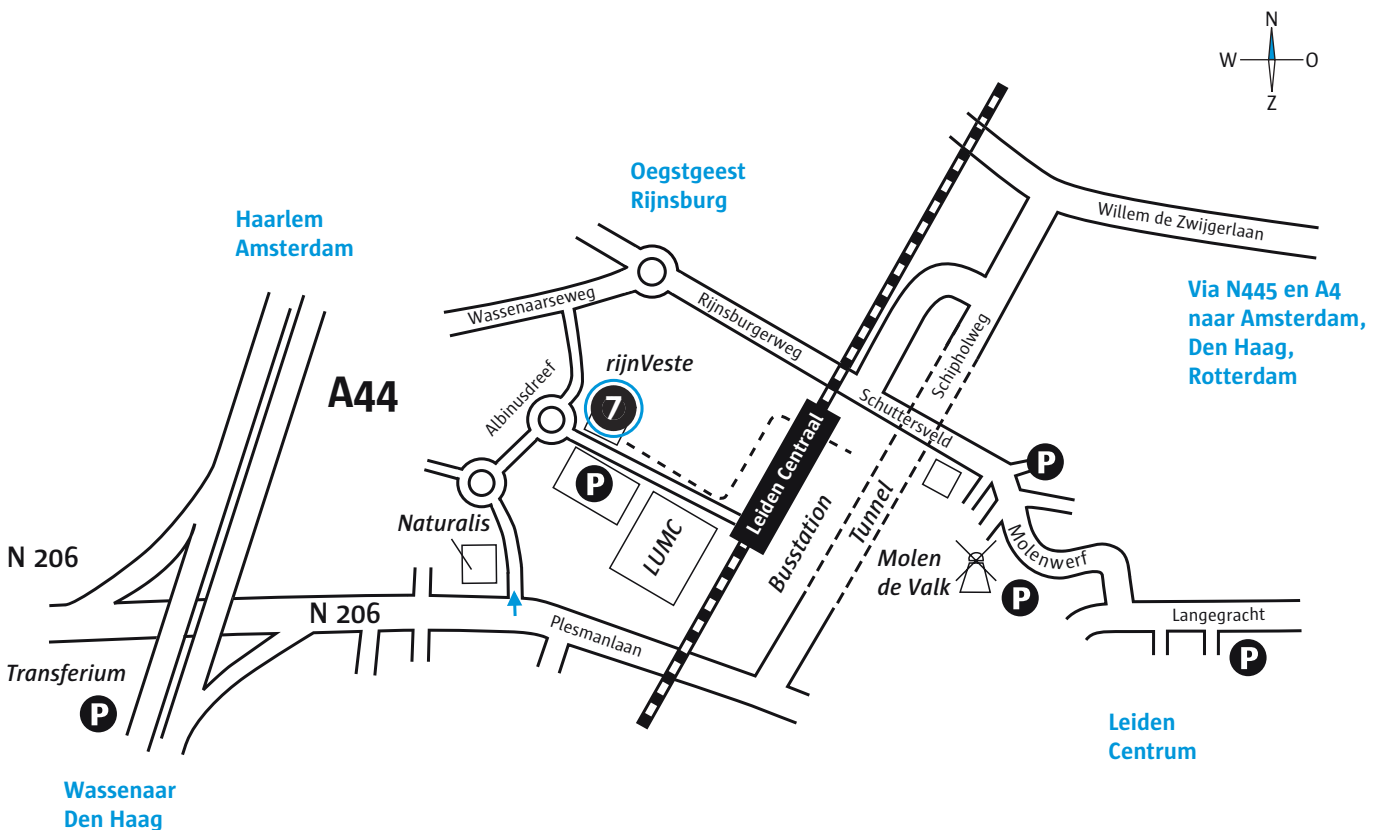 N
W
O
Z
Oegstgeest
Rijnsburg
Haarlem
Amsterdam
Willem de Zwijgerlaan
Via N445 en A4
naar Amsterdam,
Den Haag,
Rotterdam
Wassenaarseweg
Rijnsburgerweg
Schipholweg
rijnVeste
7
A44
Albinusdreef
Schuttersveld
Leiden Centraal
P
P
Naturalis
LUMC
Busstation
Tunnel
Molen
de Valk
Molenwerf
P
N 206
N 206
Plesmanlaan
Langegracht
P
Transferium
P
Leiden
Centrum
Wassenaar
Den Haag